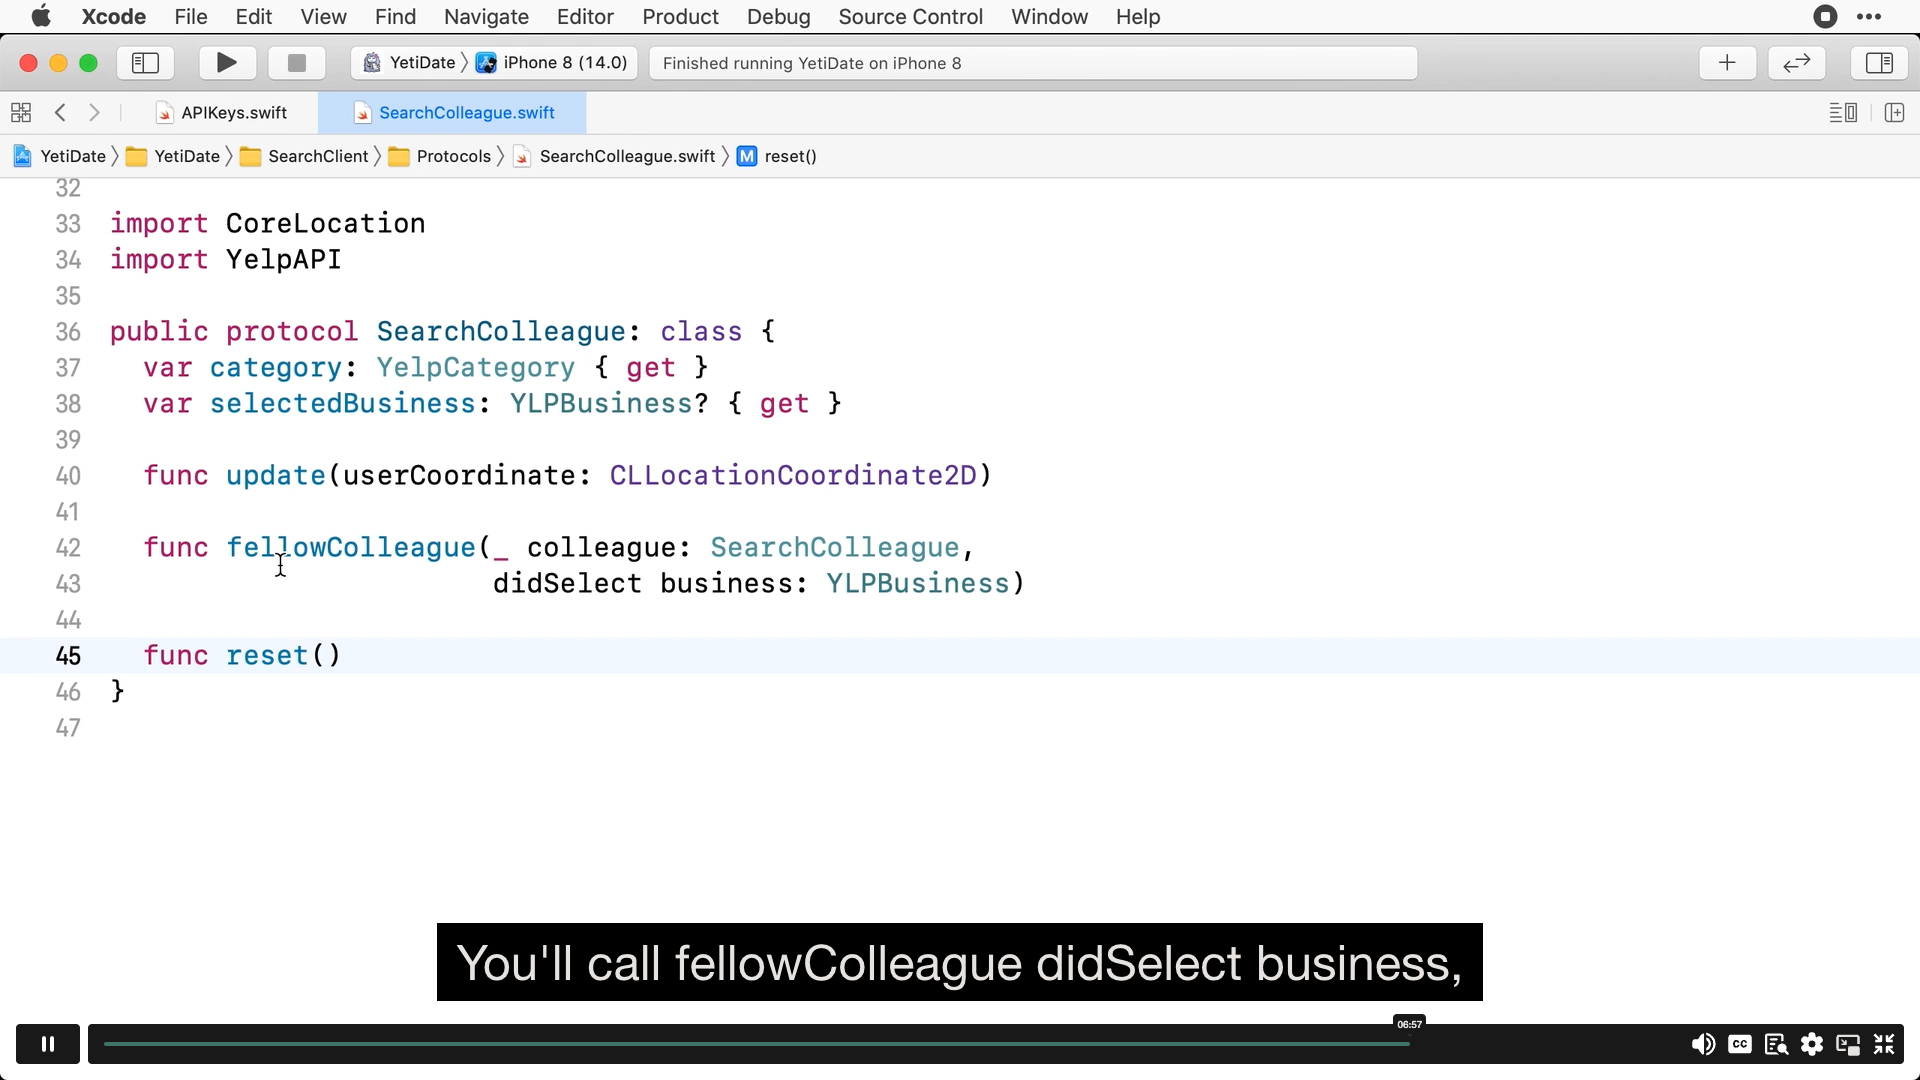 Xcode File Edit View Find Navigate Editor Product Debug Source Control Window Help
YetiDate iPhone 8 (14.0) Finished running YetiDate on iPhone 8
APIKeys.swift SearchColleague.swift
YetiDate YetiDate SearchClient Protocols SearchColleague.swift M reset()
32
33 import CoreLocation
34 import YelpAPI
35
36 public protocol SearchColleague: class {
37 var category: YelpCategory { get }
38 var selectedBusiness: YLPBusiness? { get }
39
40 func update(userCoordinate: CLLocationCoordinate2D)
41
42 func fellowColleague(_ colleague: SearchColleague,
43 didSelect business: YLPBusiness)
44
45 func reset()
46 }
47
You'll call fellowColleague didSelect business,
06:57
CC